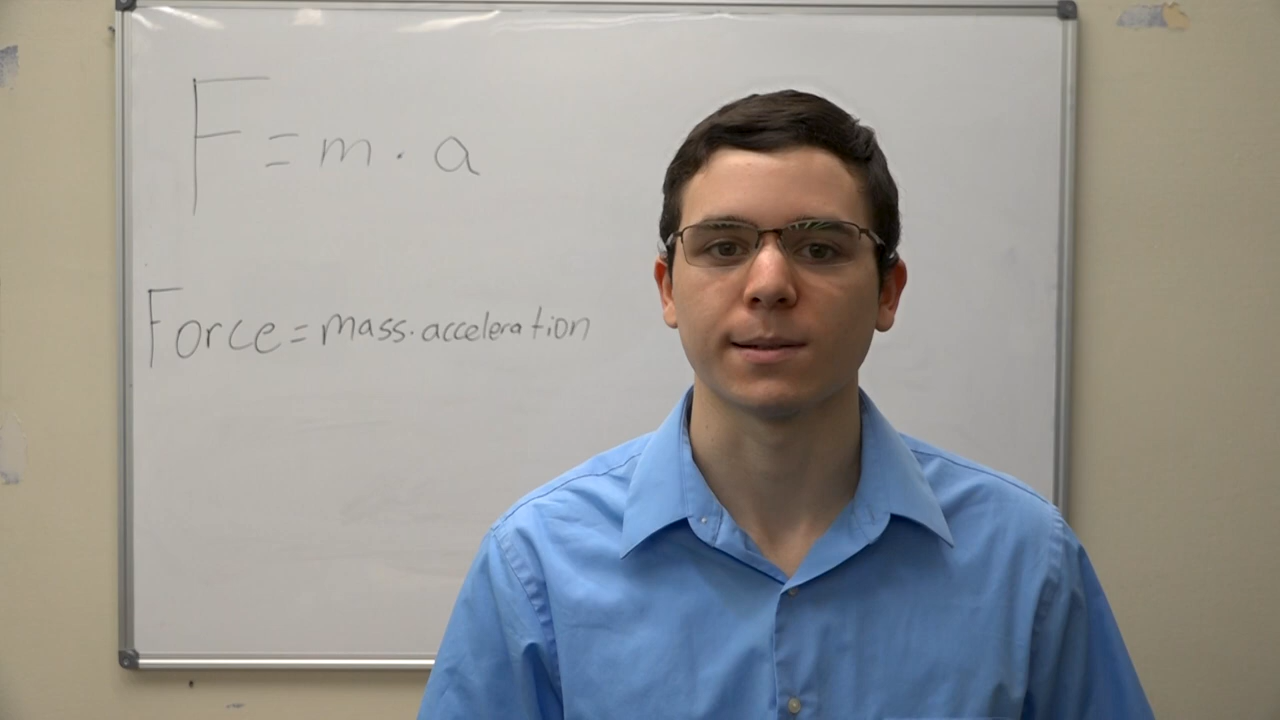 F = m · a
Force = mass · acceleration